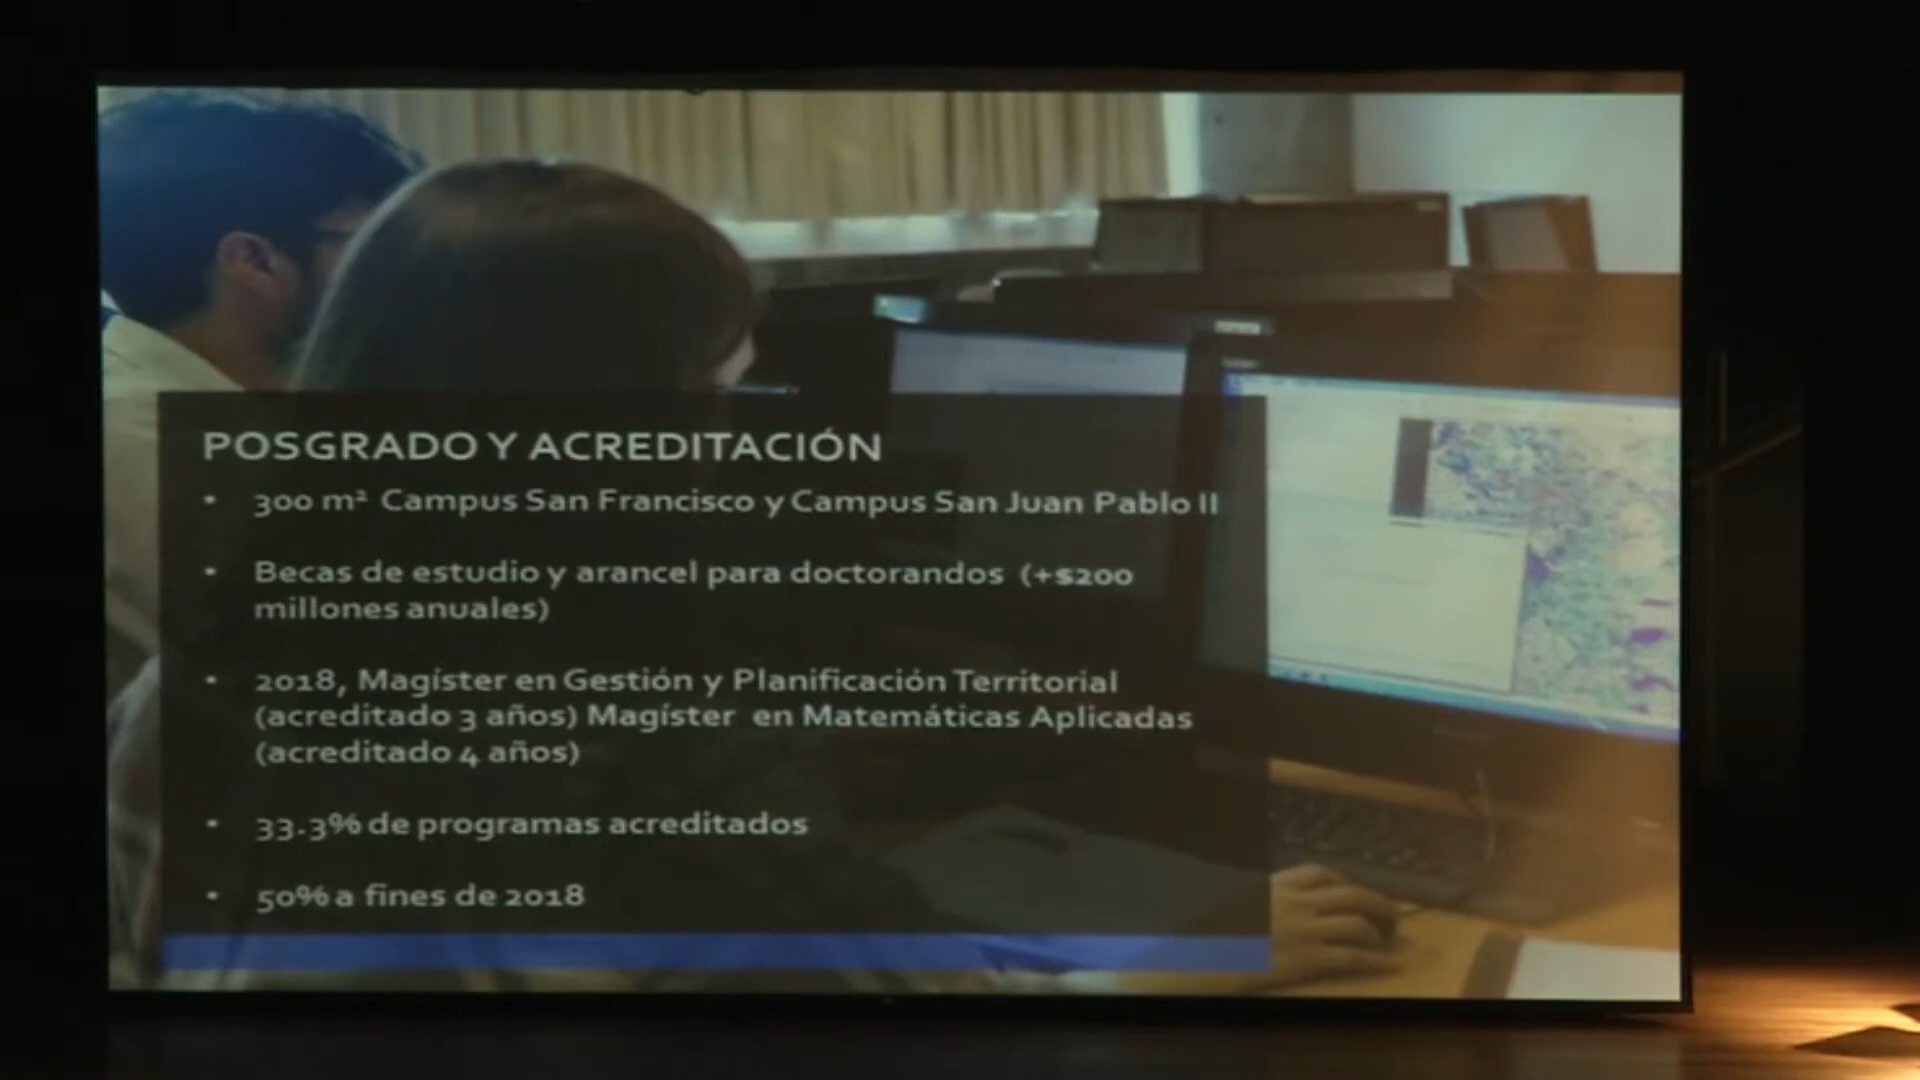 POSGRADO Y ACREDITACIÓN
• 300 m² Campus San Francisco y Campus San Juan Pablo II
• Becas de estudio y arancel para doctorandos (+$200
millones anuales)
• 2018, Magíster en Gestión y Planificación Territorial
(acreditado 3 años) Magíster en Matemáticas Aplicadas
(acreditado 4 años)
• 33.3% de programas acreditados
• 50% a fines de 2018